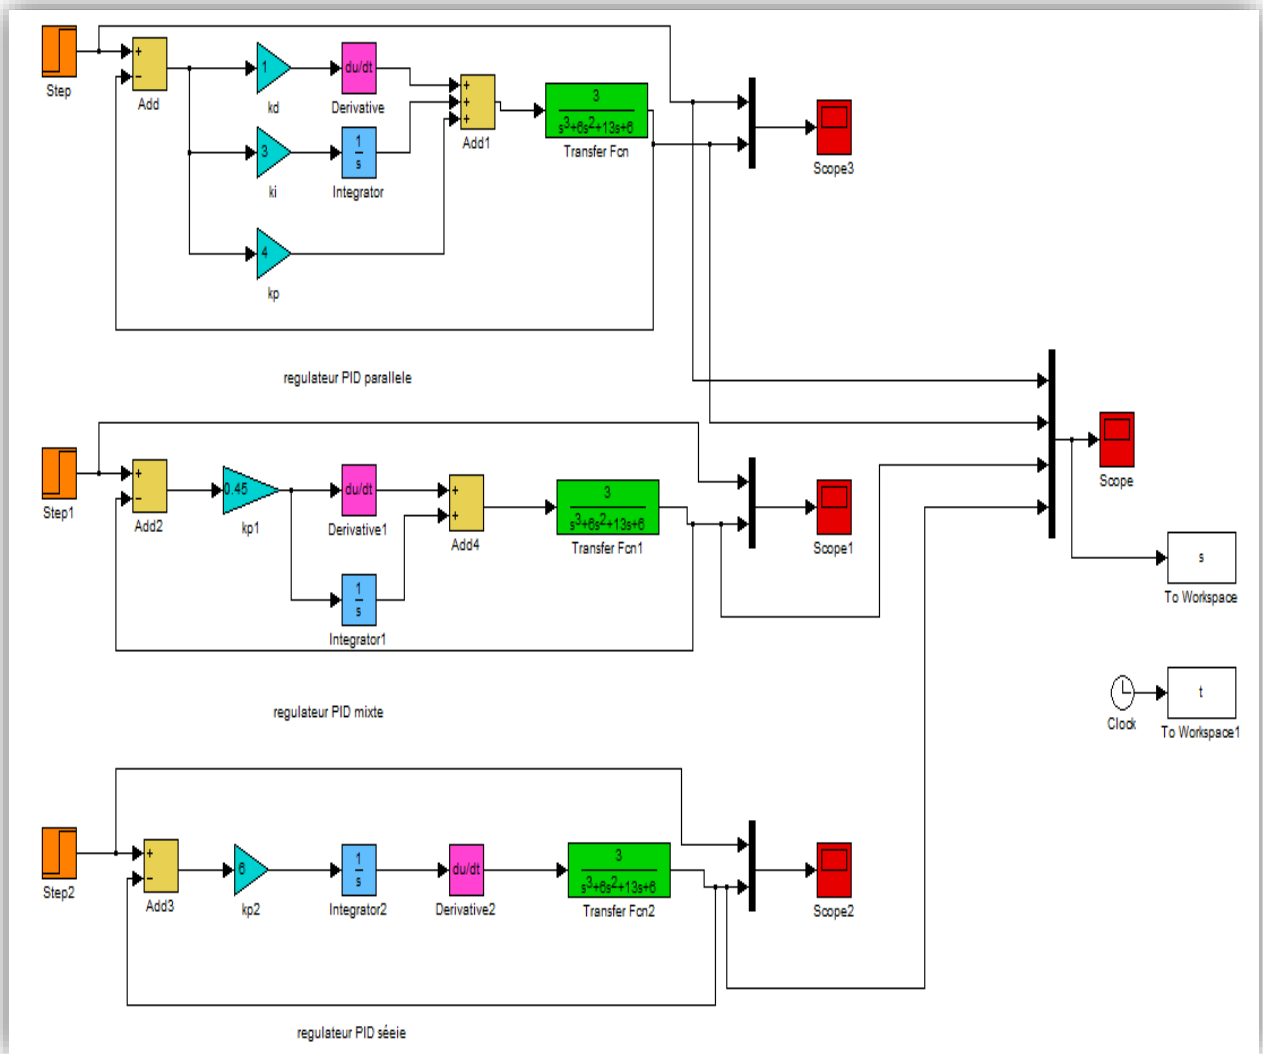 Step
+
−
Add
1
kd
du/dt
Derivative
3
ki
1
s
Integrator
4
kp
+
+
+
Add1
3
s3+6s2+13s+6
Transfer Fcn
Scope3
regulateur PID parallele
Step1
+
−
Add2
0.45
kp1
du/dt
Derivative1
1
s
Integrator1
+
+
Add4
3
s3+6s2+13s+6
Transfer Fcn1
Scope1
Scope
s
To Workspace
Clock
t
To Workspace1
regulateur PID mixte
Step2
+
−
Add3
6
kp2
1
s
Integrator2
du/dt
Derivative2
3
s3+6s2+13s+6
Transfer Fcn2
Scope2
regulateur PID séeie